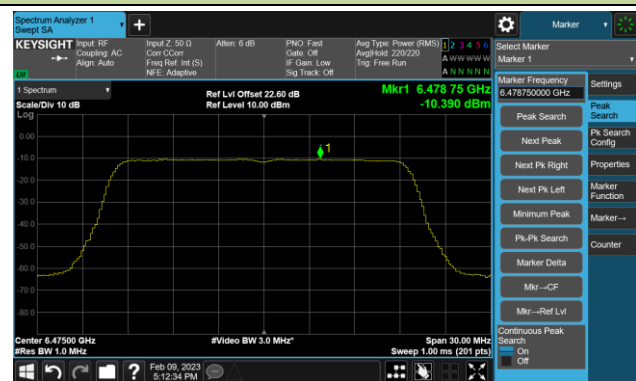 Spectrum Analyzer 1
Swept SA
Marker
KEYSIGHT
Input: RF
Coupling: AC
Align: Auto
Input Z: 50 Ω
Corr CCorr
Freq Ref: Int (S)
NFE: Adaptive
Atten: 6 dB
PNO: Fast
Gate: Off
IF Gain: Low
Sig Track: Off
Avg Type: Power (RMS)
Avg|Hold: 220/220
Trig: Free Run
1 2 3 4 5 6
A W W W W W
A N N N N N
Select Marker
Marker 1
LXI
1 Spectrum
Scale/Div 10 dB
Log
Ref Lvl Offset 22.60 dB
Ref Level 10.00 dBm
Mkr1 6.478 75 GHz
-10.390 dBm
1
0.00
-10.0
-20.0
-30.0
-40.0
-50.0
-60.0
-70.0
-80.0
Center 6.47500 GHz
#Res BW 1.0 MHz
#Video BW 3.0 MHz*
Span 30.00 MHz
Sweep 1.00 ms (201 pts)
Marker Frequency
6.478750000 GHz
Peak Search
Next Peak
Next Pk Right
Next Pk Left
Minimum Peak
Pk-Pk Search
Marker Delta
Mkr→CF
Mkr→Ref Lvl
Continuous Peak
Search
On
Off
Settings
Peak
Search
Pk Search
Config
Properties
Marker
Function
Marker→
Counter
?
Feb 09, 2023
5:12:34 PM